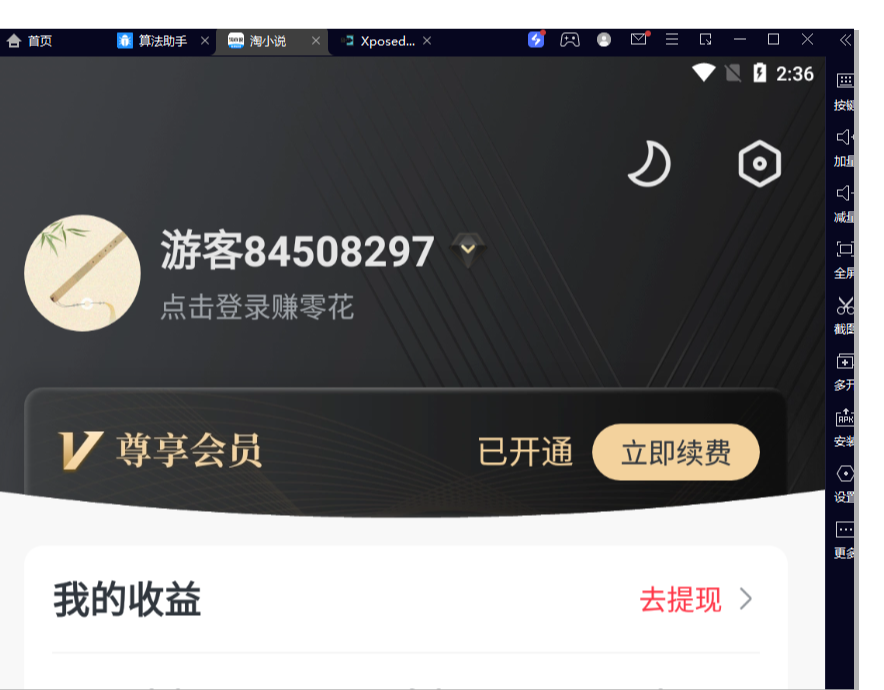 首页 算法助手 淘小说 Xposed...
2:36
按键
加量
减量
全屏
截图
多开
安装
设置
更多
游客84508297
点击登录赚零花
V 尊享会员 已开通 立即续费
我的收益 去提现